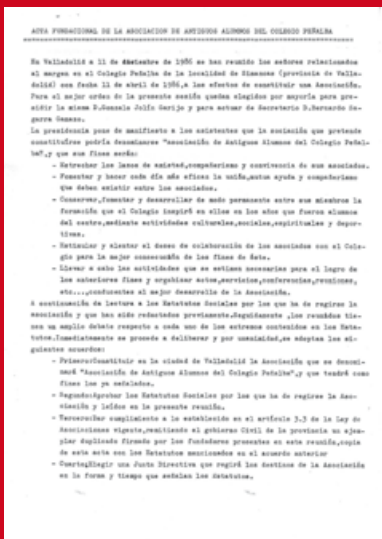 ACTA FUNDACIONAL DE LA ASOCIACION DE ANTIGUOS ALUMNOS DEL COLEGIO PEÑALBA
En Valladolid a 11 de de 1986 se han reunido los señores relacionados
al margen en el Colegio Peñalba de la localidad de Simancas (provincia de Valla-
dolid) con fecha 11 de abril de 1986,a los efectos de constituir una Asociación.
Para el mejor orden de la presente sesión quedan elegidos por mayoría para pre-
sidir la misma D.Gonzalo Jolín Garijo y para actuar de Secretario D.Bernardo Se-
garra
La presidencia pone de manifiesto a los asistentes que la sociación que pretende
constituirse podría denominarse "asociación de Antiguos Alumnos del Colegio Peñal-
ba",y que sus fines serán:
- Estrechar los lazos de amistad,compañerismo y convivencia de sus asociados.
- Fomentar y hacer cada día más eficaz la unión,mutua ayuda y compañerismo
que deben existir entre los asociados.
- Conservar,fomentar y desarrollar de modo permanente entre sus miembros la
formación que el Colegio inspiró en ellos en los años que fueron alumnos
del centro,mediante actividades culturales,sociales,espirituales y depor-
tivas.
- Estimular y alentar el deseo de colaboración de los asociados con el Cole-
gio para la mejor consecución de los fines de éste.
- Llevar a cabo las actividades que se estimen necesarias para el logro de
los anteriores fines y organizar actos,servicios,conferencias,reuniones,
etc...,conducentes al mejor desarrollo de la Asociación.
A continuación da lectura a los Estatutos Sociales por los que ha de regirse la
asociación y que han sido redactados previamente.Seguidamente ,los reunidos tie-
nen un amplio debate respecto a cada uno de los extremos contenidos en los Esta-
tutos.Inmediatamente se procede a deliberar y por unanimidad,se adoptan los si-
guientes acuerdos:
- Primero:Constituir en la ciudad de Valladolid la Asociación que se denomi-
nará "Asociación de Antiguos Alumnos del Colegio Peñalba",y que tendrá como
fines los ya señalados.
- Segundo:Aprobar los Estatutos Sociales por los que ha de regirse la Aso-
ciación y leídos en la presente reunión.
- Tercero:Dar cumplimiento a lo establecido en el artículo 3.3 de la Ley de
Asociaciones vigente,remitiendo al gobierno Civil de la provincia un ejem-
plar duplicado firmado por los fundadores presentes en esta reunión,copia
de este acta con los Estatutos mencionados en el acuerdo anterior
- Cuarto;Elegir una Junta Directiva que regirá los destinos de la Asociación
en la forma y tiempo que señalan los Estatutos.